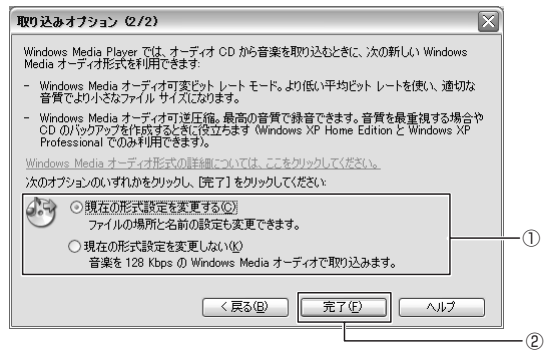 取り込みオプション (2/2)
Windows Media Player では、オーディオ CD から音楽を取り込むときに、次の新しい Windows
Media オーディオ形式を利用できます:
- Windows Media オーディオ可変ビット レート モード。より低い平均ビット レートを使い、適切な
音質でより小さなファイル サイズになります。
- Windows Media オーディオ可逆圧縮。最高の音質で録音できます。音質を最重視する場合や
CD のバックアップを作成するときに役立ちます (Windows XP Home Edition と Windows XP
Professional でのみ利用できます)。
Windows Media オーディオ形式の詳細については、ここをクリックしてください。
次のオプションのいずれかをクリックし、[完了] をクリックしてください:
現在の形式設定を変更する(C)
ファイルの場所と名前の設定も変更できます。
①
現在の形式設定を変更しない(K)
音楽を 128 Kbps の Windows Media オーディオで取り込みます。
< 戻る(B) 完了(F) ヘルプ
②